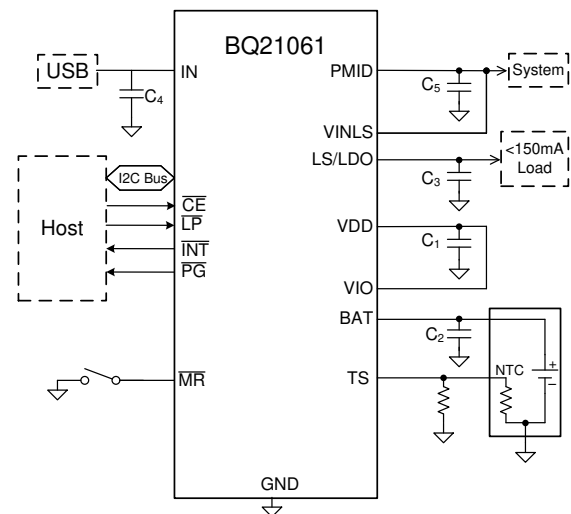 BQ21061
USB
IN
C4
I2C Bus
Host
CE
LP
INT
PG
MR
PMID
System
C5
VINLS
LS/LDO
<150mA
Load
C3
VDD
C1
VIO
BAT
C2
NTC
+
−
TS
GND